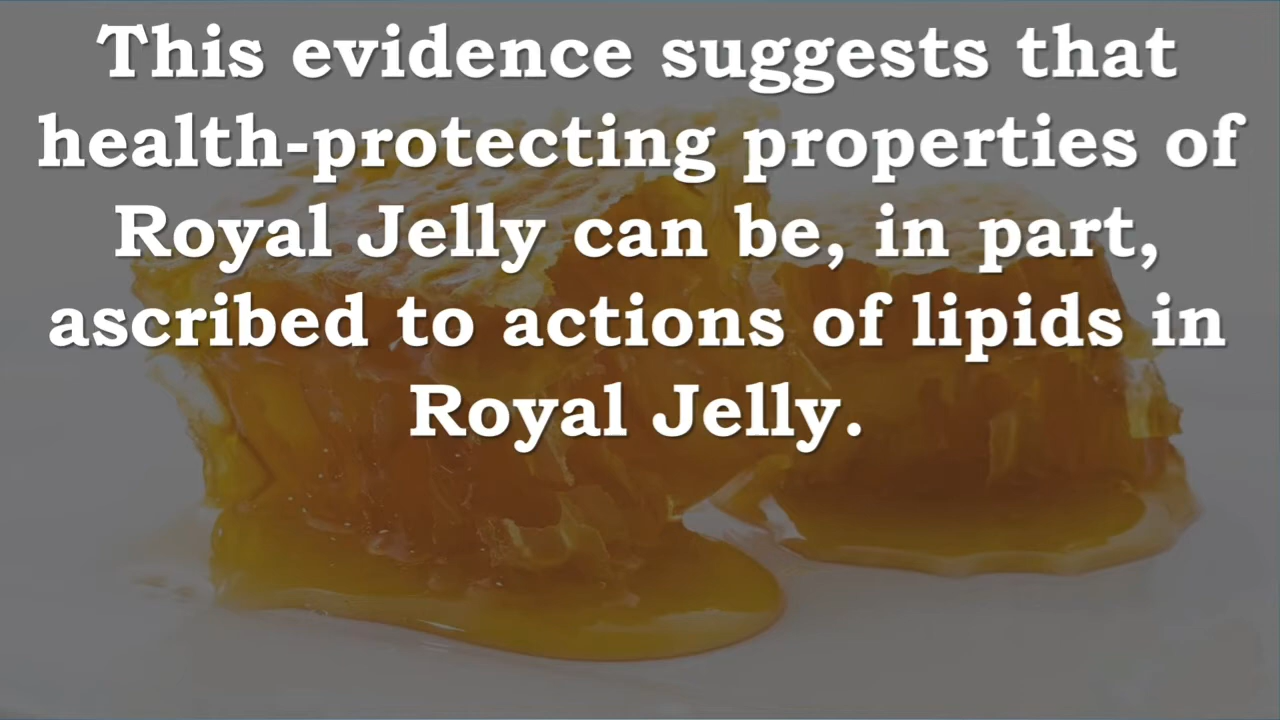 This evidence suggests that
health-protecting properties of
Royal Jelly can be, in part,
ascribed to actions of lipids in
Royal Jelly.